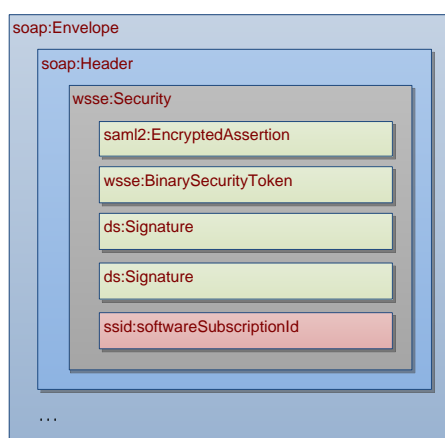 soap:Envelope
soap:Header
wsse:Security
saml2:EncryptedAssertion
wsse:BinarySecurityToken
ds:Signature
ds:Signature
ssid:softwareSubscriptionId
...